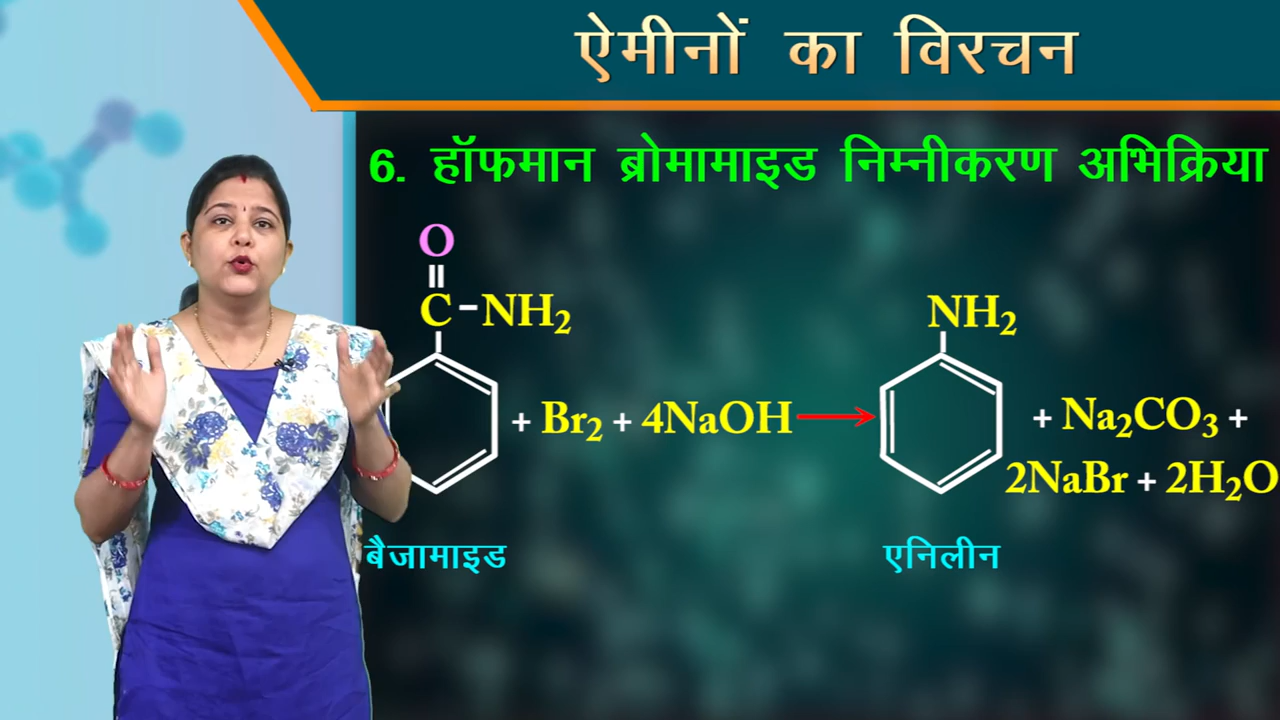 ऐमीनों का विरचन
6. हॉफमान ब्रोमामाइड निम्नीकरण अभिक्रिया
O
C-NH₂
NH₂
+ Br₂ + 4NaOH → + Na₂CO₃ +
2NaBr + 2H₂O
बैजामाइड
एनिलीन